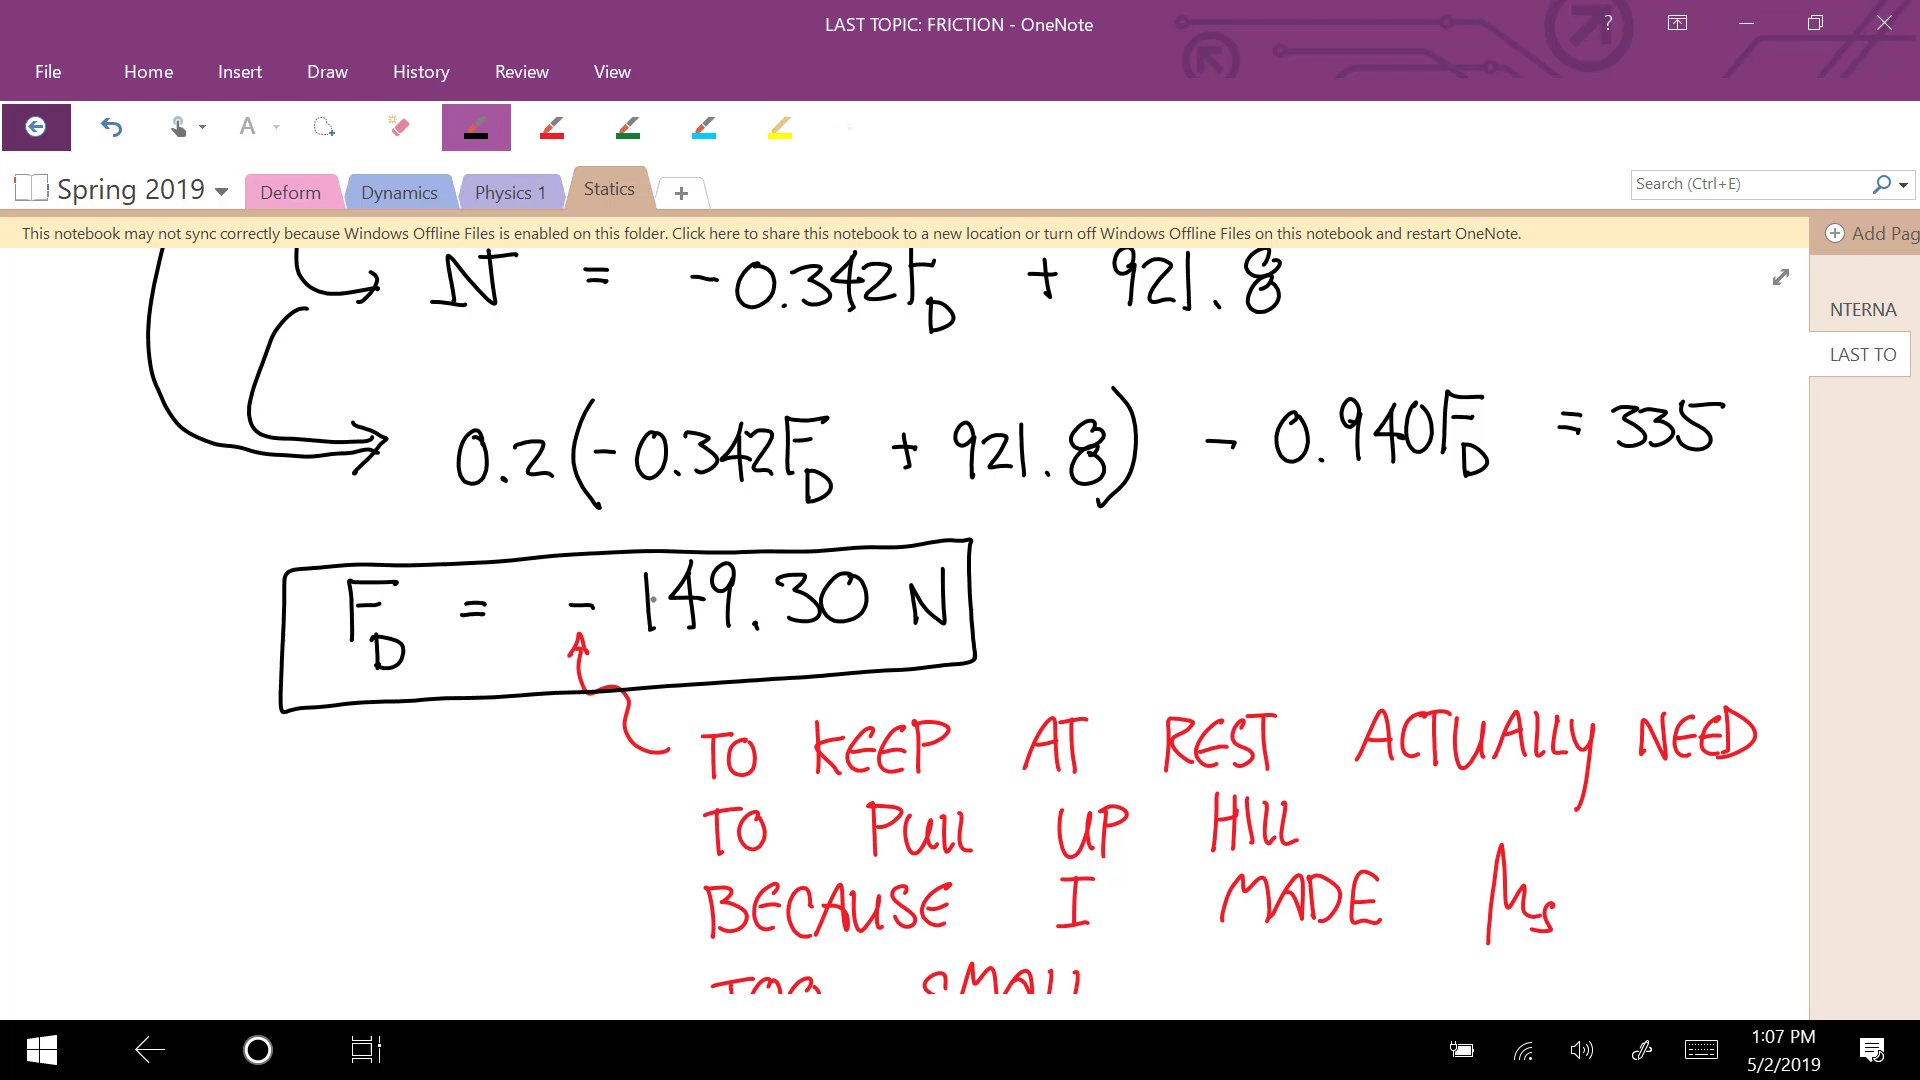 LAST TOPIC: FRICTION - OneNote
?
File Home Insert Draw History Review View
A
Spring 2019 Deform Dynamics Physics 1 Statics +
Search (Ctrl+E)
This notebook may not sync correctly because Windows Offline Files is enabled on this folder. Click here to share this notebook to a new location or turn off Windows Offline Files on this notebook and restart OneNote.
Add Pag
NTERNA
LAST TO
N = -0.342F_D + 921.8
0.2(-0.342F_D + 921.8) - 0.940F_D = 335
F_D = -149.30 N
TO KEEP AT REST ACTUALLY NEED
TO PULL UP HILL
BECAUSE I MADE μs
TOO SMALL
1:07 PM
5/2/2019